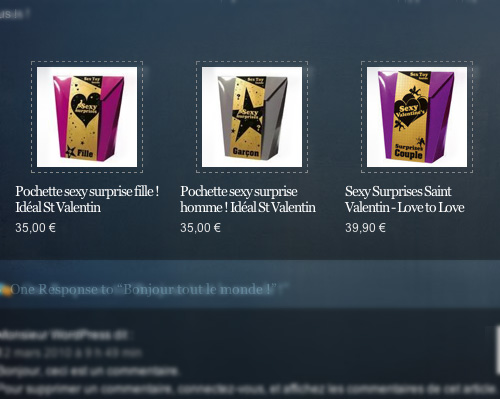 Sex Toy
Sexy
Surprises
Fille
Sex Toy
Sexy
Surprises
Garçon
Sex Toy
Sexy
Valentine's
Surprises
Couple
Pochette sexy surprise fille !
Idéal St Valentin
35,00 €
Pochette sexy surprise
homme ! Idéal St Valentin
35,00 €
Sexy Surprises Saint
Valentin - Love to Love
39,90 €
One Response to “Bonjour tout le monde !”
Monsieur WordPress dit :
12 mars 2010 à 9 h 49 min
Bonjour, ceci est un commentaire.
Pour supprimer un commentaire, connectez-vous, et affichez les commentaires de cet article.